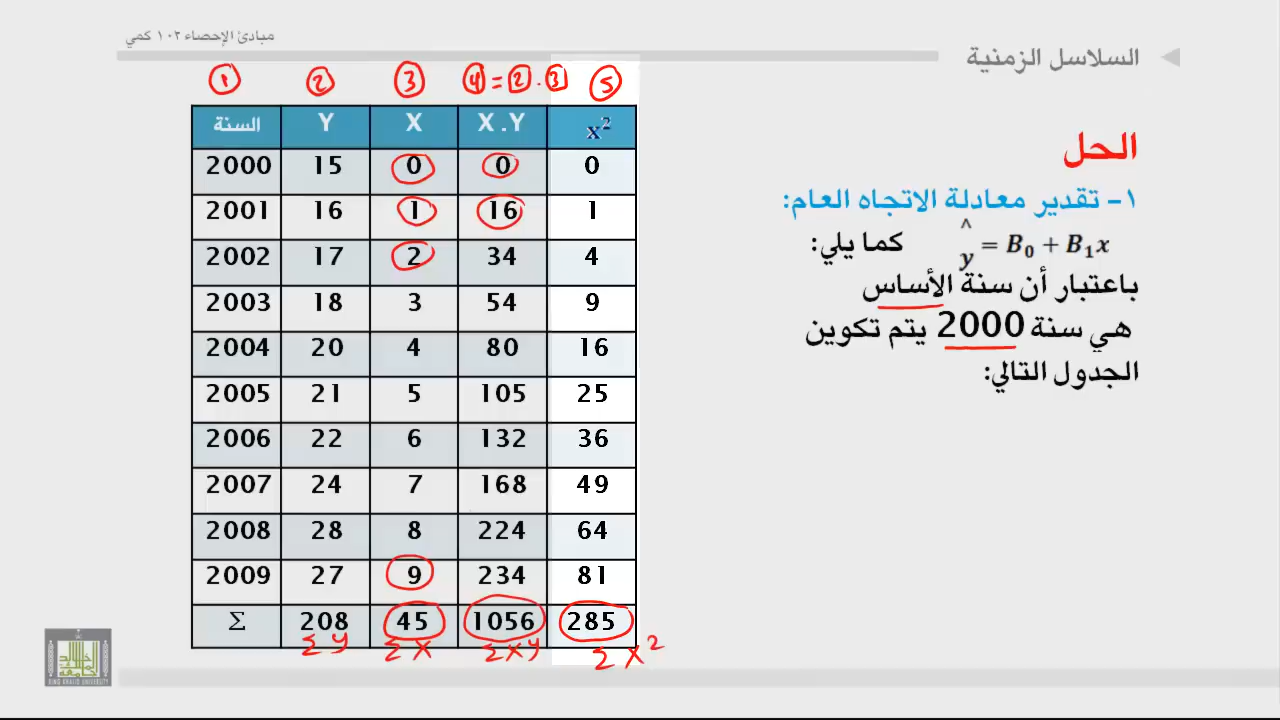 مبادئ الإحصاء ١٠٢ كمي
السلاسل الزمنية
الحل
١- تقدير معادلة الاتجاه العام:
ŷ = B₀ + B₁x كما يلي:
باعتبار أن سنة الأساس
هي سنة 2000 يتم تكوين
الجدول التالي:
① ② ③ ④ = ② . ③ ⑤
السنة Y X X .Y x²
2000 15 0 0 0
2001 16 1 16 1
2002 17 2 34 4
2003 18 3 54 9
2004 20 4 80 16
2005 21 5 105 25
2006 22 6 132 36
2007 24 7 168 49
2008 28 8 224 64
2009 27 9 234 81
Σ 208 45 1056 285
Σy Σx Σxy Σx²
KING KHALID UNIVERSITY